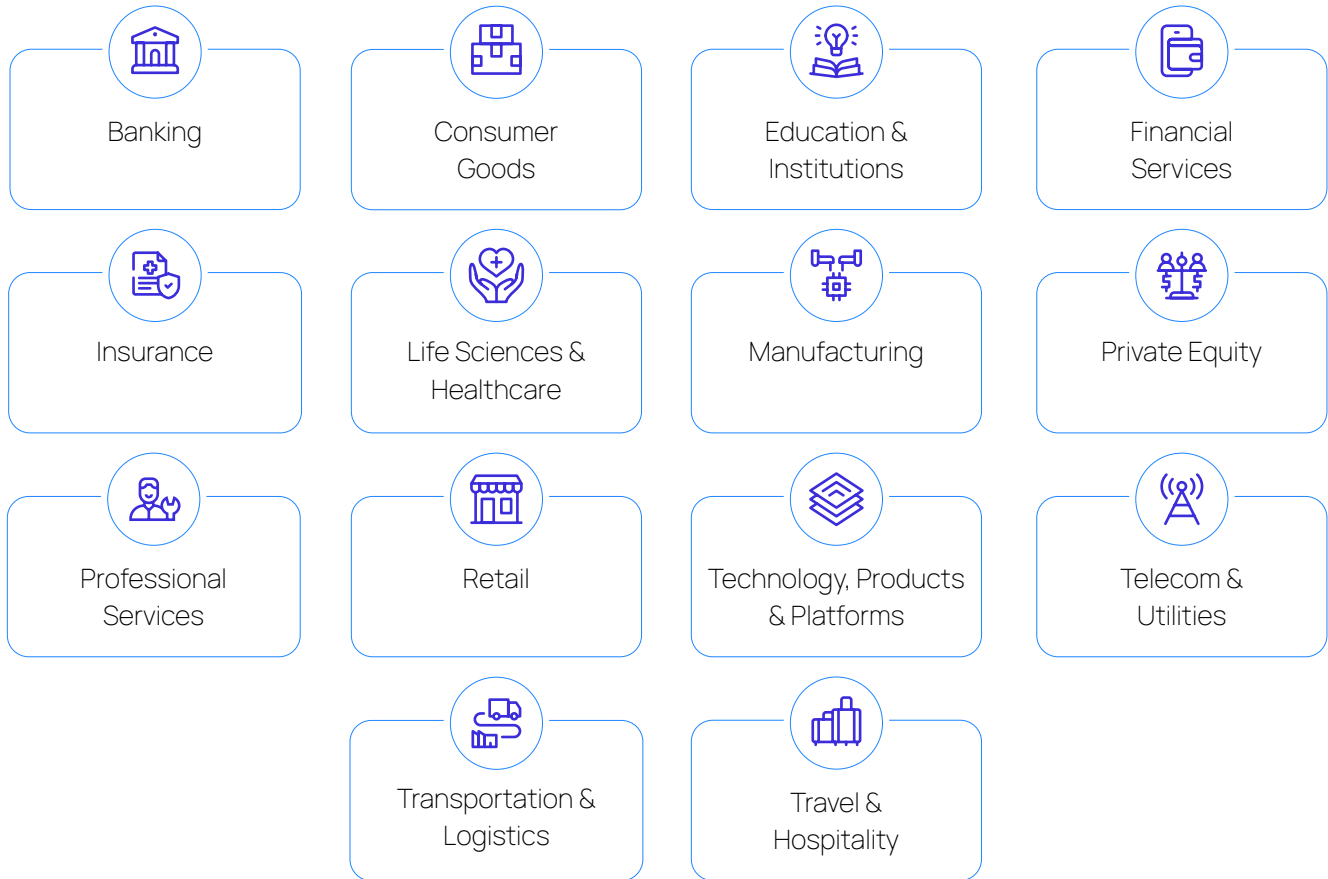 Banking
Consumer
Goods
Education &
Institutions
Financial
Services
Insurance
Life Sciences &
Healthcare
Manufacturing
Private Equity
Professional
Services
Retail
Technology, Products
& Platforms
Telecom &
Utilities
Transportation &
Logistics
Travel &
Hospitality